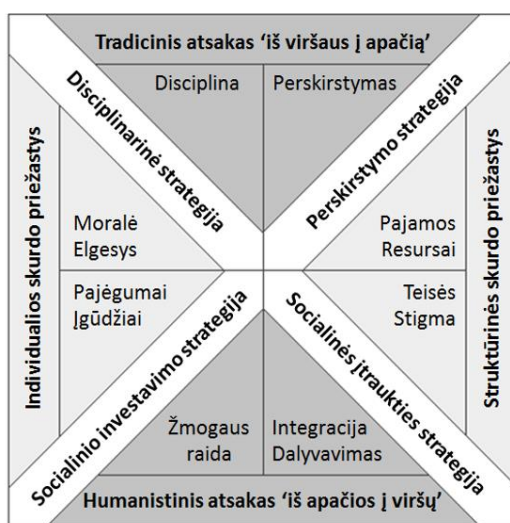 Tradicinis atsakas ‘iš viršaus į apačią’
Disciplina
Perskirstymas
Disciplinarinė strategija
Perskirstymo strategija
Individualios skurdo priežastys
Moralė
Elgesys
Pajamos
Resursai
Struktūrinės skurdo priežastys
Pajėgumai
Įgūdžiai
Teisės
Stigma
Socialinio investavimo strategija
Socialinės įtraukties strategija
Žmogaus
raida
Integracija
Dalyvavimas
Humanistinis atsakas ‘iš apačios į viršų’